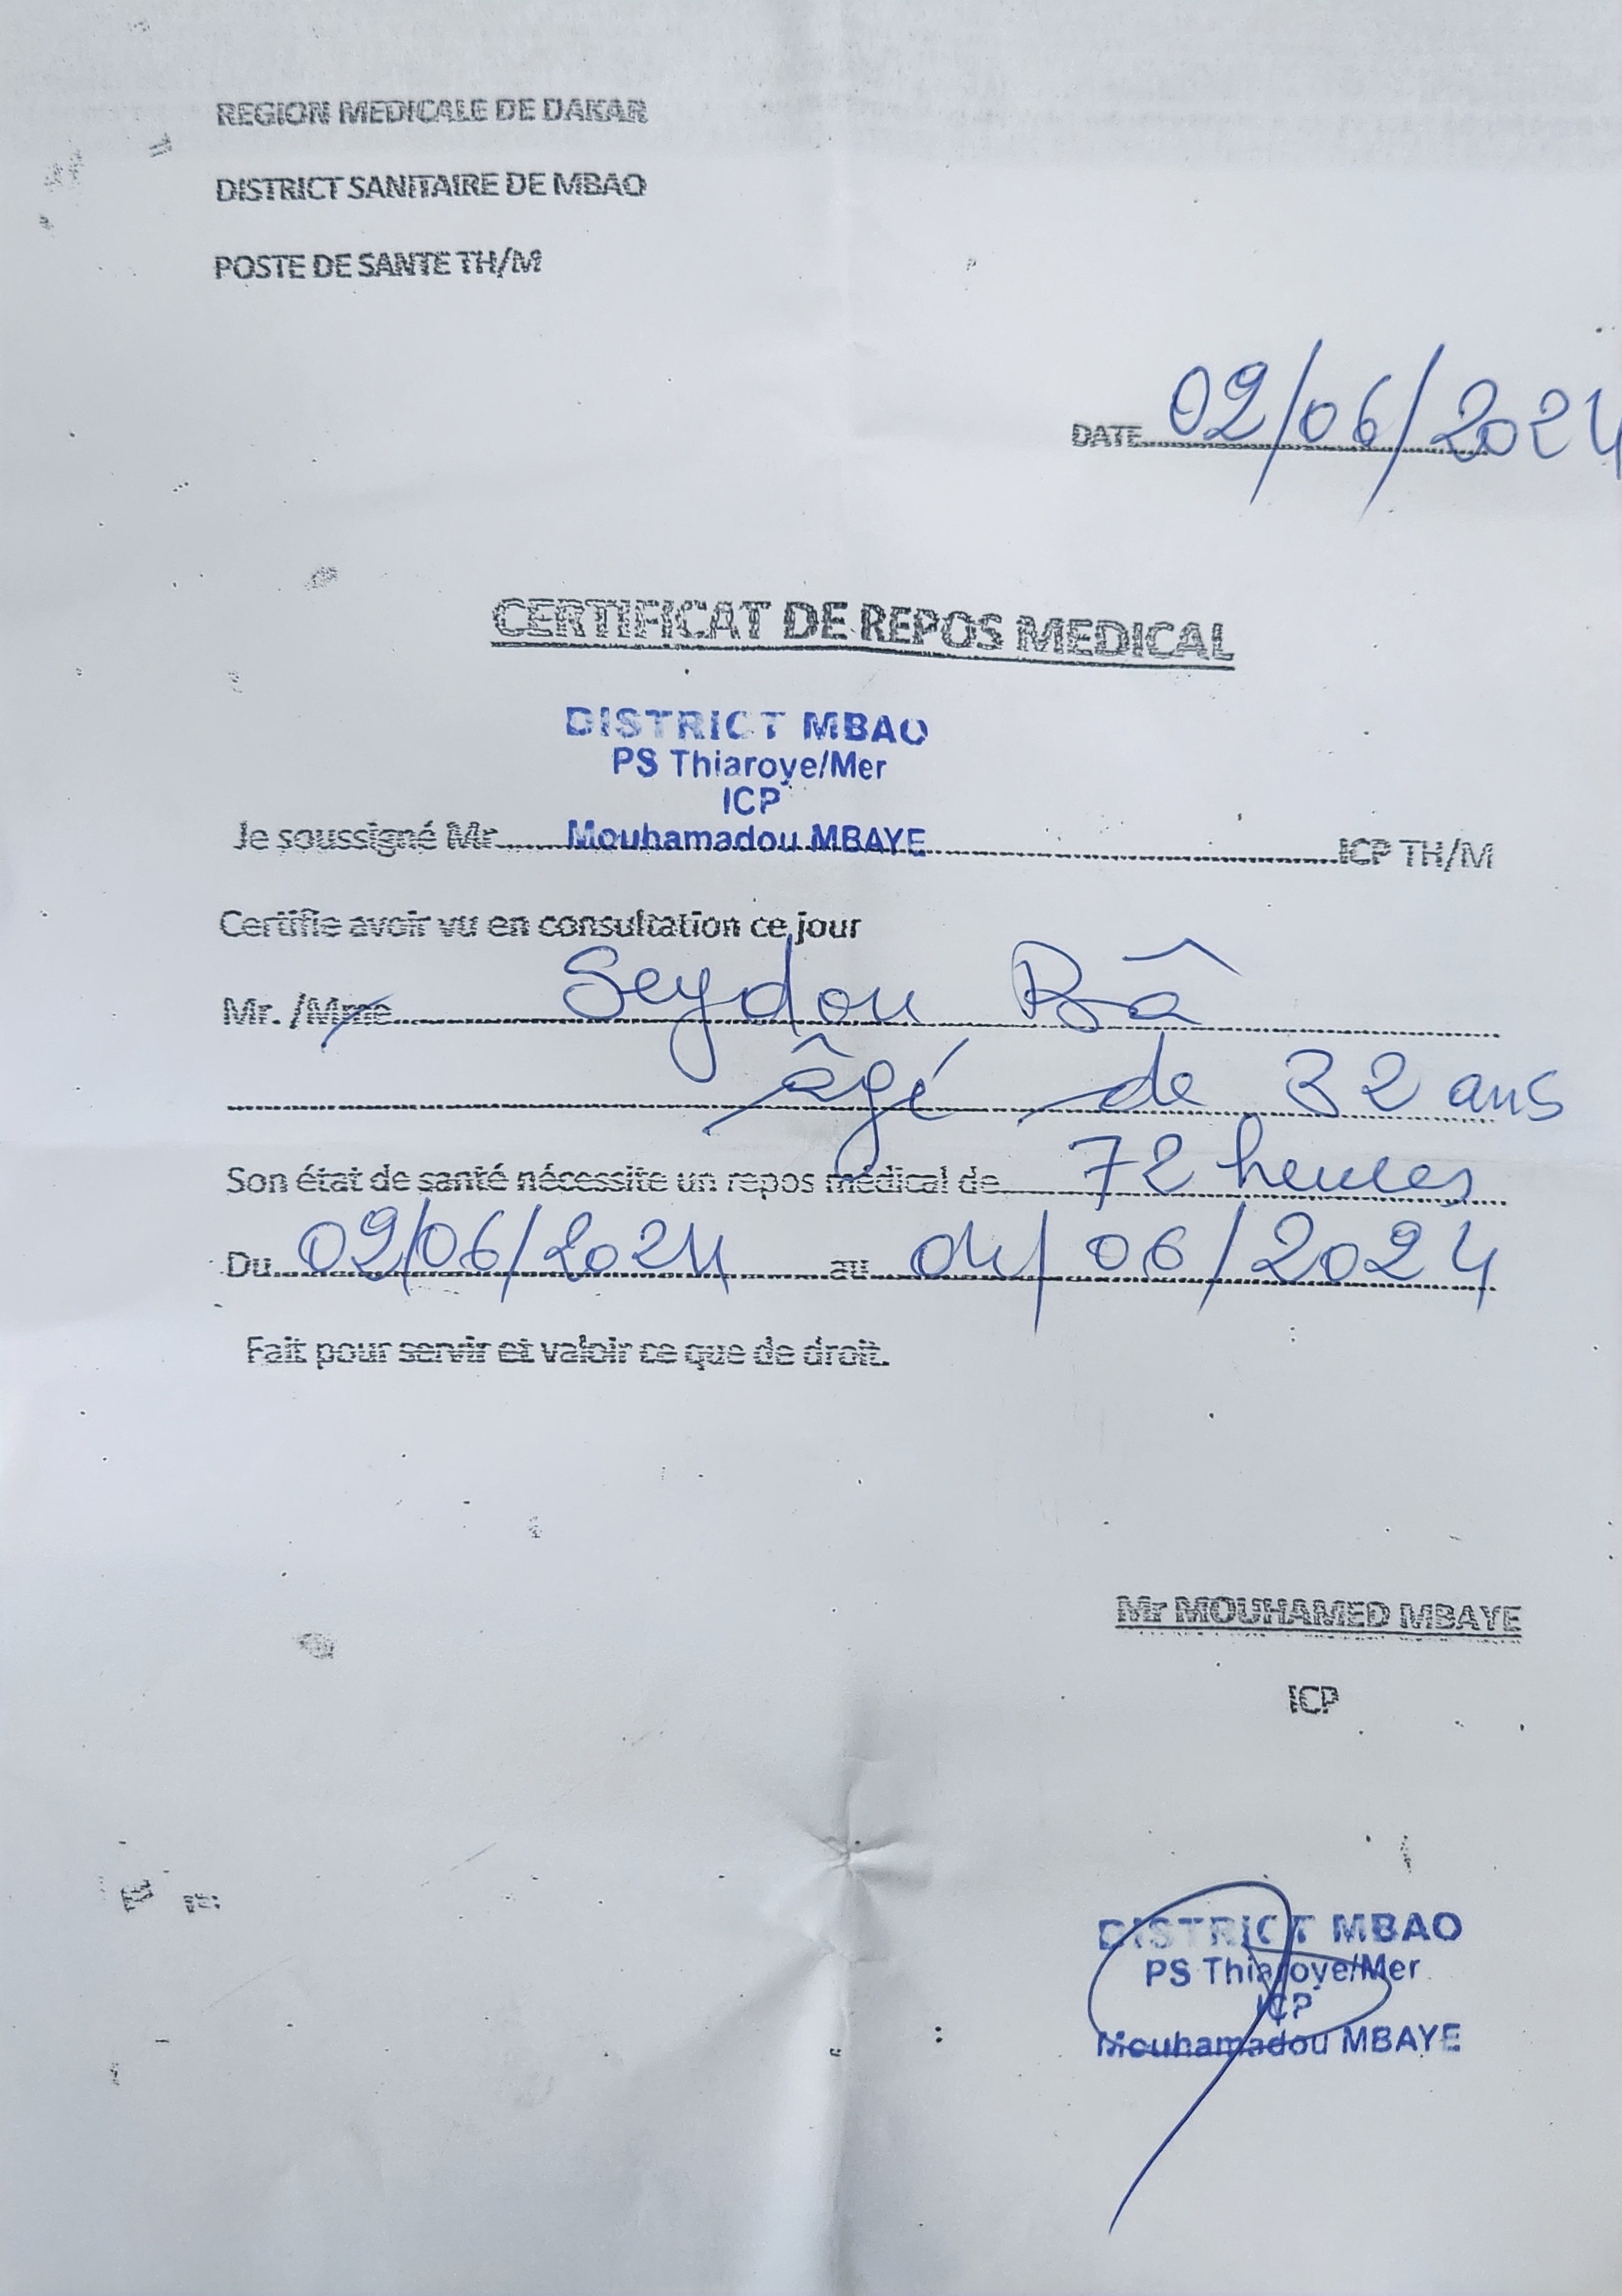 REGION MEDICALE DE DAKAR
DISTRICT SANITAIRE DE MBAO
POSTE DE SANTE TH/M
DATE 02/06/2024
CERTIFICAT DE REPOS MEDICAL
DISTRICT MBAO
PS Thiaroye/Mer
ICP
Je soussigné Mr Mouhamadou MBAYE ICP TH/M
Certifie avoir vu en consultation ce jour
Mr. /Mme Seydou Bâ
âgé de 32 ans
Son état de santé nécessite un repos médical de 72 heures
Du 02/06/2024 au 04/06/2024
Fait pour servir et valoir ce que de droit.
Mr MOUHAMED MBAYE
ICP
DISTRICT MBAO
PS Thiaroye/Mer
ICP
Mouhamadou MBAYE